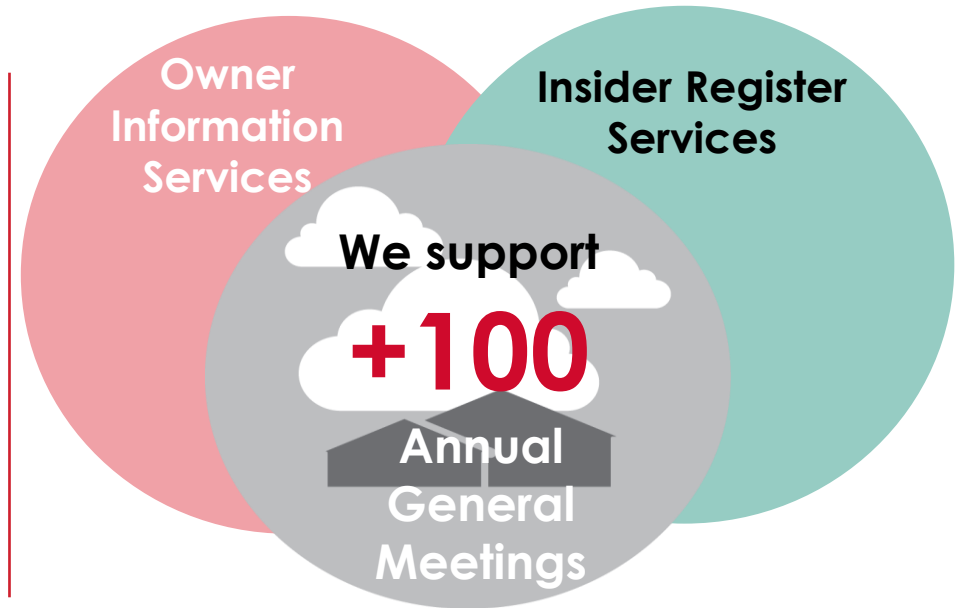 Owner
Information
Services
Insider Register
Services
We support
+100
Annual
General
Meetings